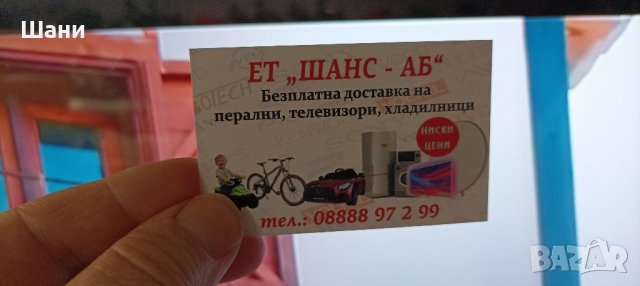 Шани
ЕТ „ШАНС - АБ“
Безплатна доставка на
перални, телевизори, хладилници
НИСКИ
ЦЕНИ
тел.: 08888 97 2 99
BAZAR